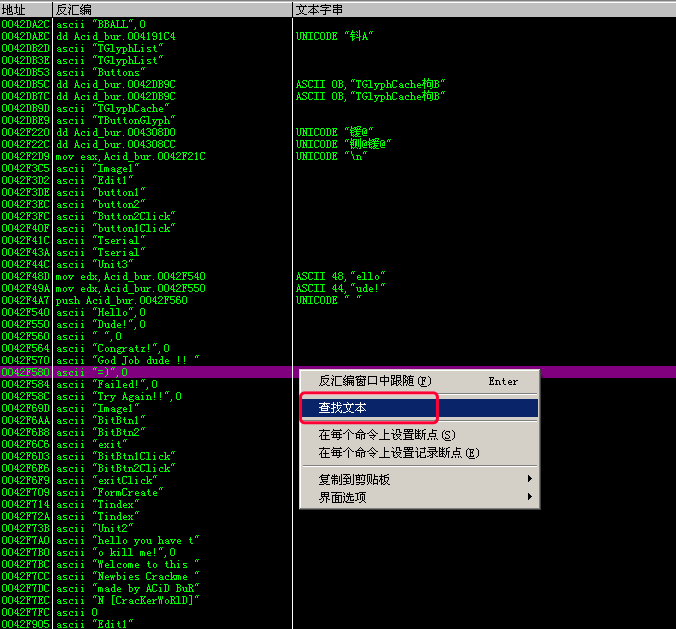 地址 反汇编 文本字串
0042DA2C ascii "BBALL",0
0042DAEC dd Acid_bur.004191C4 UNICODE "钭A"
0042DB2D ascii "TGlyphList"
0042DB3E ascii "TGlyphList"
0042DB53 ascii "Buttons"
0042DB5C dd Acid_bur.0042DB9C ASCII 0B,"TGlyphCache枸B"
0042DB7C dd Acid_bur.0042DB9C ASCII 0B,"TGlyphCache枸B"
0042DB9D ascii "TGlyphCache"
0042DBE9 ascii "TButtonGlyph"
0042F220 dd Acid_bur.004308D0 UNICODE "锾@"
0042F22C dd Acid_bur.004308CC UNICODE "铡@锾@"
0042F2D9 mov eax,Acid_bur.0042F21C UNICODE "\n"
0042F3C5 ascii "Image1"
0042F3D2 ascii "Edit1"
0042F3DE ascii "button1"
0042F3EC ascii "button2"
0042F3FC ascii "Button2Click"
0042F40F ascii "button1Click"
0042F41C ascii "Tserial"
0042F43A ascii "Tserial"
0042F44C ascii "Unit3"
0042F48D mov edx,Acid_bur.0042F540 ASCII 48,"ello"
0042F49A mov edx,Acid_bur.0042F550 ASCII 44,"ude!"
0042F4A7 push Acid_bur.0042F560 UNICODE " "
0042F540 ascii "Hello",0
0042F550 ascii "Dude!",0
0042F560 ascii " ",0
0042F564 ascii "Congratz!",0
0042F570 ascii "God Job dude !! "
0042F580 ascii "=)",0
0042F584 ascii "Failed!",0
0042F58C ascii "Try Again!!",0
0042F69D ascii "Image1"
0042F6AA ascii "BitBtn1"
0042F6B8 ascii "BitBtn2"
0042F6C6 ascii "exit"
0042F6D3 ascii "BitBtn1Click"
0042F6E6 ascii "BitBtn2Click"
0042F6F9 ascii "exitClick"
0042F709 ascii "FormCreate"
0042F714 ascii "Tindex"
0042F72A ascii "Tindex"
0042F73B ascii "Unit2"
0042F7A0 ascii "hello you have t"
0042F7B0 ascii "o kill me!",0
0042F7BC ascii "Welcome to this "
0042F7CC ascii "Newbies Crackme "
0042F7DC ascii "made by ACiD BuR"
0042F7EC ascii "N [CracKerWoRlD]"
0042F7FC ascii 0
0042F905 ascii "Edit1"
反汇编窗口中跟随(F) Enter
查找文本
在每个命令上设置断点(S)
在每个命令上设置记录断点(E)
复制到剪贴板
界面选项